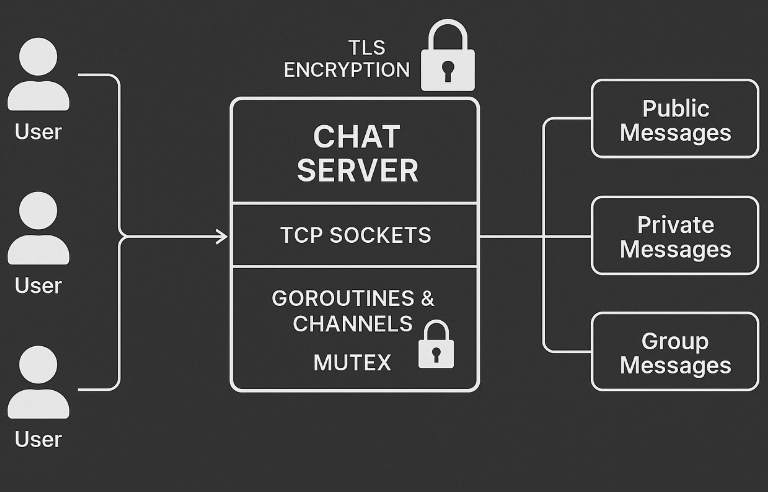 User
User
User
TLS
ENCRYPTION
CHAT
SERVER
TCP SOCKETS
GOROUTINES &
CHANNELS
MUTEX
Public
Messages
Private
Messages
Group
Messages